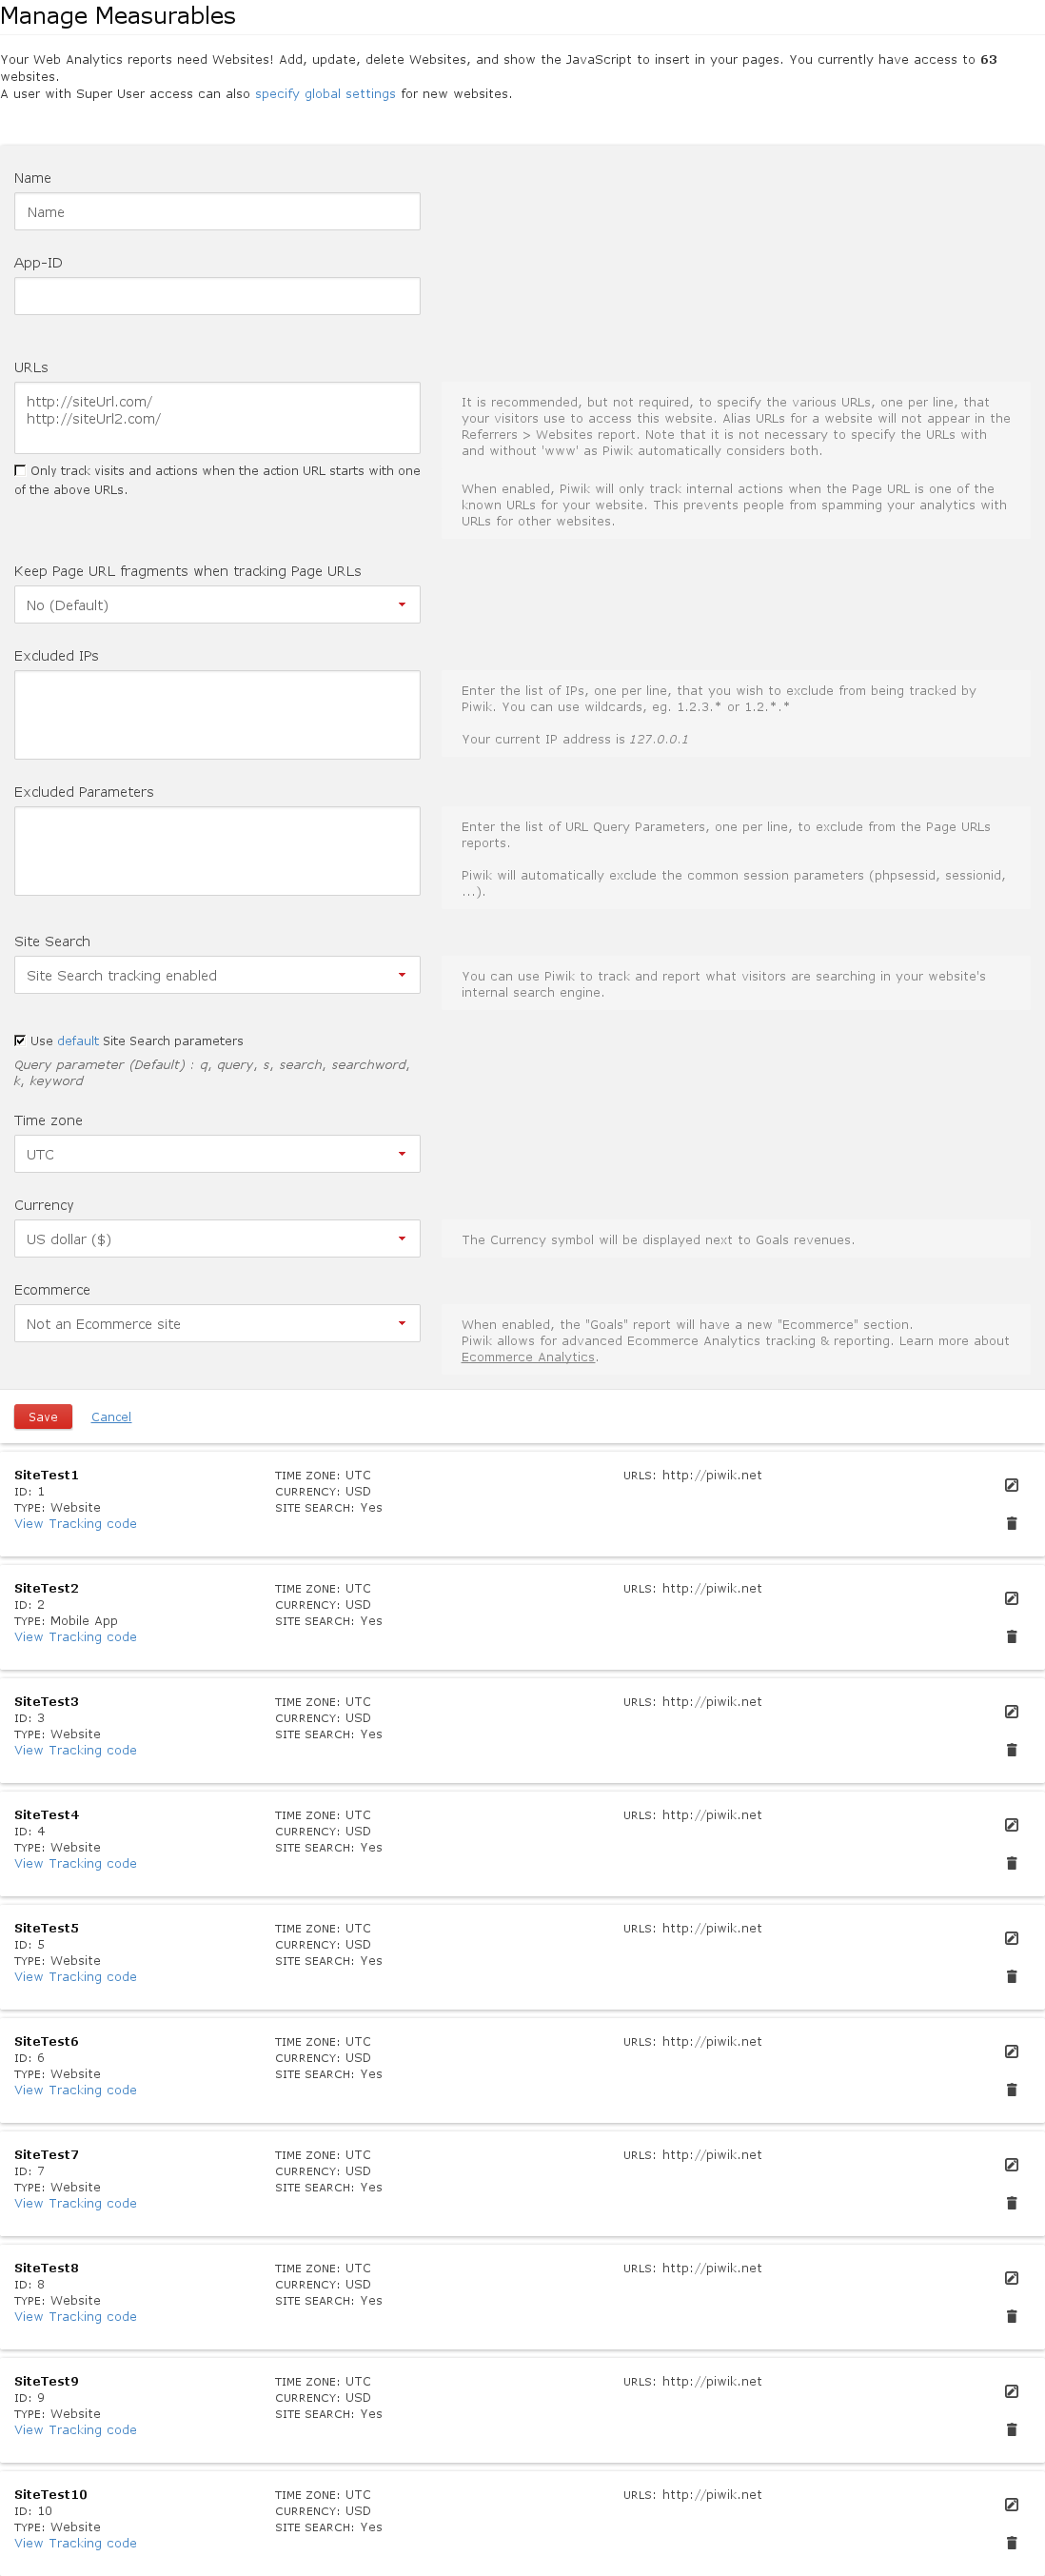 Manage Measurables
Your Web Analytics reports need Websites! Add, update, delete Websites, and show the JavaScript to insert in your pages. You currently have access to 63
websites.
A user with Super User access can also specify global settings for new websites.
Name
Name
App-ID
URLs
http://siteUrl.com/
http://siteUrl2.com/
It is recommended, but not required, to specify the various URLs, one per line, that
your visitors use to access this website. Alias URLs for a website will not appear in the
Referrers > Websites report. Note that it is not necessary to specify the URLs with
and without 'www' as Piwik automatically considers both.
Only track visits and actions when the action URL starts with one
of the above URLs.
When enabled, Piwik will only track internal actions when the Page URL is one of the
known URLs for your website. This prevents people from spamming your analytics with
URLs for other websites.
Keep Page URL fragments when tracking Page URLs
No (Default)
Excluded IPs
Enter the list of IPs, one per line, that you wish to exclude from being tracked by
Piwik. You can use wildcards, eg. 1.2.3.* or 1.2.*.*
Your current IP address is 127.0.0.1
Excluded Parameters
Enter the list of URL Query Parameters, one per line, to exclude from the Page URLs
reports.
Piwik will automatically exclude the common session parameters (phpsessid, sessionid,
...).
Site Search
Site Search tracking enabled
You can use Piwik to track and report what visitors are searching in your website's
internal search engine.
Use default Site Search parameters
Query parameter (Default) : q, query, s, search, searchword,
k, keyword
Time zone
UTC
Currency
US dollar ($)
The Currency symbol will be displayed next to Goals revenues.
Ecommerce
Not an Ecommerce site
When enabled, the "Goals" report will have a new "Ecommerce" section.
Piwik allows for advanced Ecommerce Analytics tracking & reporting. Learn more about
Ecommerce Analytics.
Save Cancel
SiteTest1 TIME ZONE: UTC URLS: http://piwik.net
ID: 1 CURRENCY: USD
TYPE: Website SITE SEARCH: Yes
View Tracking code
SiteTest2 TIME ZONE: UTC URLS: http://piwik.net
ID: 2 CURRENCY: USD
TYPE: Mobile App SITE SEARCH: Yes
View Tracking code
SiteTest3 TIME ZONE: UTC URLS: http://piwik.net
ID: 3 CURRENCY: USD
TYPE: Website SITE SEARCH: Yes
View Tracking code
SiteTest4 TIME ZONE: UTC URLS: http://piwik.net
ID: 4 CURRENCY: USD
TYPE: Website SITE SEARCH: Yes
View Tracking code
SiteTest5 TIME ZONE: UTC URLS: http://piwik.net
ID: 5 CURRENCY: USD
TYPE: Website SITE SEARCH: Yes
View Tracking code
SiteTest6 TIME ZONE: UTC URLS: http://piwik.net
ID: 6 CURRENCY: USD
TYPE: Website SITE SEARCH: Yes
View Tracking code
SiteTest7 TIME ZONE: UTC URLS: http://piwik.net
ID: 7 CURRENCY: USD
TYPE: Website SITE SEARCH: Yes
View Tracking code
SiteTest8 TIME ZONE: UTC URLS: http://piwik.net
ID: 8 CURRENCY: USD
TYPE: Website SITE SEARCH: Yes
View Tracking code
SiteTest9 TIME ZONE: UTC URLS: http://piwik.net
ID: 9 CURRENCY: USD
TYPE: Website SITE SEARCH: Yes
View Tracking code
SiteTest10 TIME ZONE: UTC URLS: http://piwik.net
ID: 10 CURRENCY: USD
TYPE: Website SITE SEARCH: Yes
View Tracking code